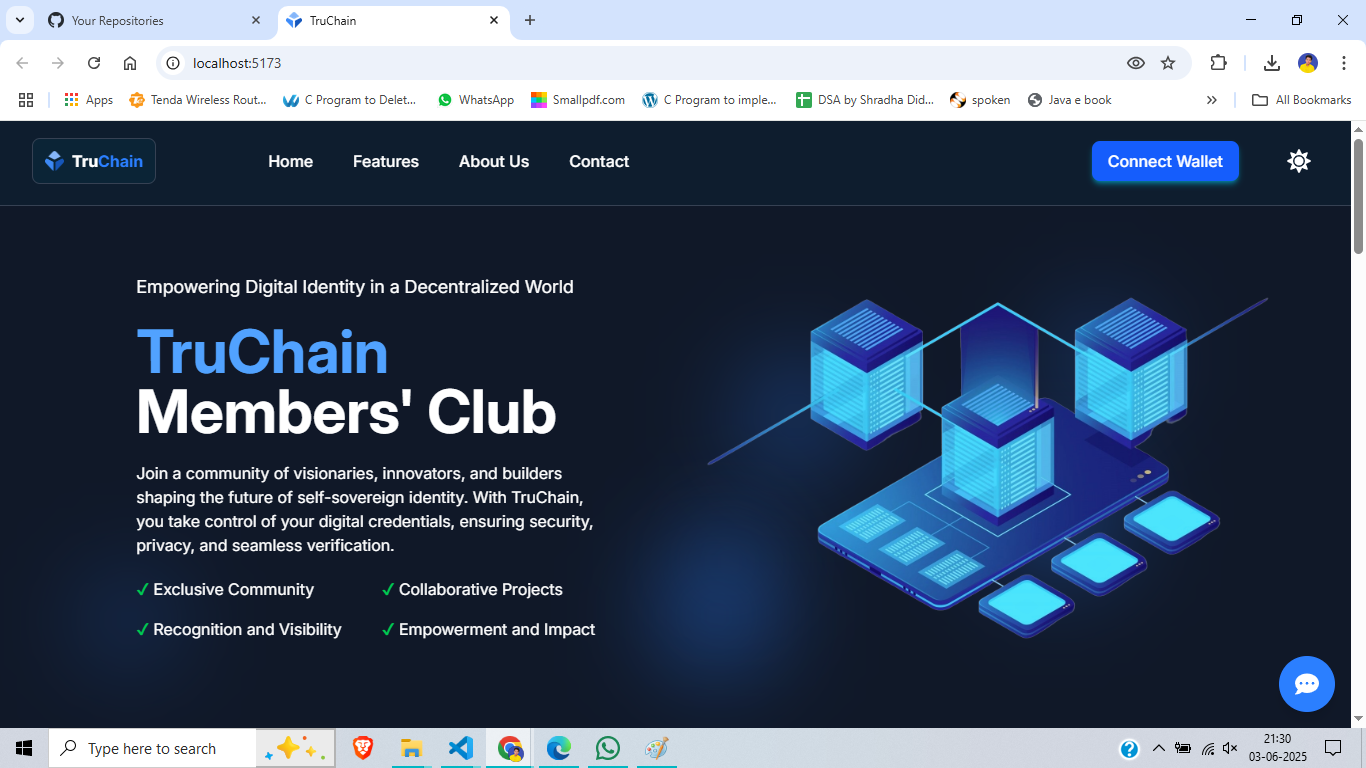 Your Repositories
TruChain
localhost:5173
Apps
Tenda Wireless Rout...
C Program to Delet...
WhatsApp
Smallpdf.com
C Program to imple...
DSA by Shradha Did...
spoken
Java e book
All Bookmarks
TruChain
Home
Features
About Us
Contact
Connect Wallet
Empowering Digital Identity in a Decentralized World
TruChain
Members' Club
Join a community of visionaries, innovators, and builders
shaping the future of self-sovereign identity. With TruChain,
you take control of your digital credentials, ensuring security,
privacy, and seamless verification.
✓ Exclusive Community
✓ Collaborative Projects
✓ Recognition and Visibility
✓ Empowerment and Impact
Type here to search
21:30
03-06-2025